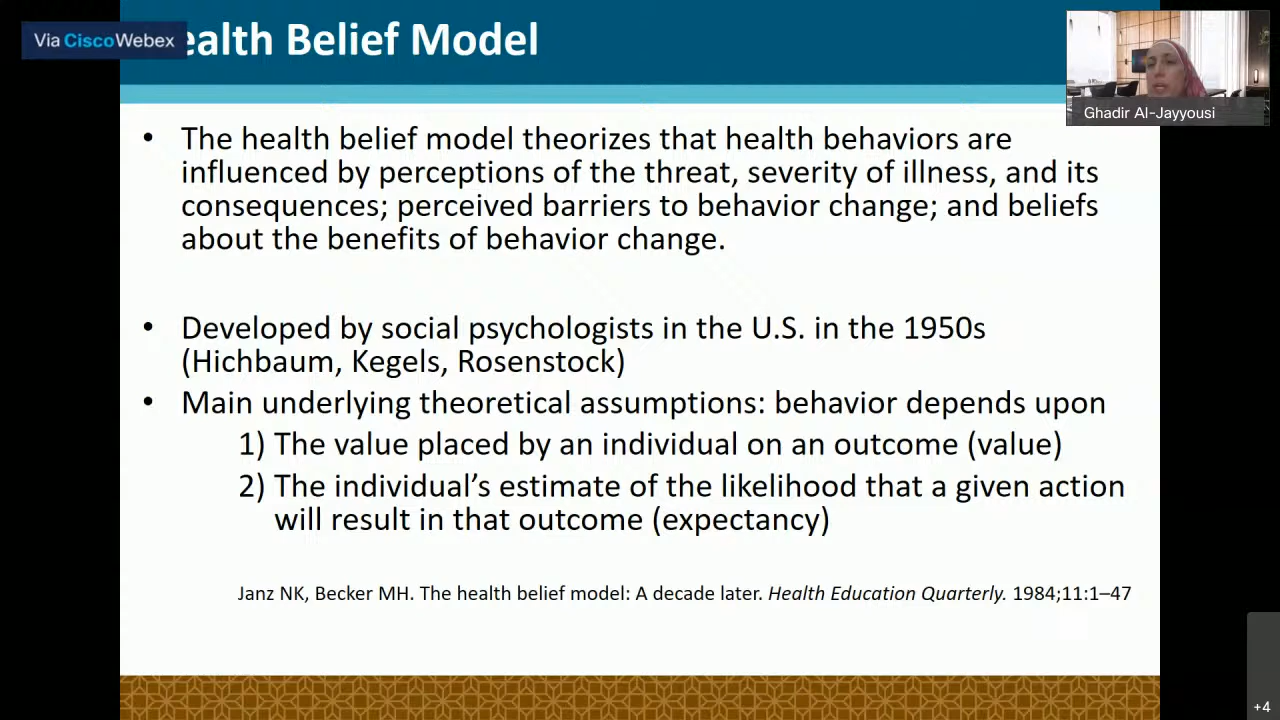 Via CiscoWebex
ealth Belief Model
Ghadir Al-Jayyousi
• The health belief model theorizes that health behaviors are
influenced by perceptions of the threat, severity of illness, and its
consequences; perceived barriers to behavior change; and beliefs
about the benefits of behavior change.
• Developed by social psychologists in the U.S. in the 1950s
(Hichbaum, Kegels, Rosenstock)
• Main underlying theoretical assumptions: behavior depends upon
1) The value placed by an individual on an outcome (value)
2) The individual’s estimate of the likelihood that a given action
will result in that outcome (expectancy)
Janz NK, Becker MH. The health belief model: A decade later. Health Education Quarterly. 1984;11:1–47
+4